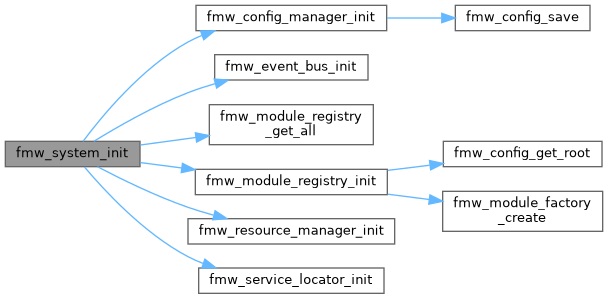 fmw_system_init
fmw_config_manager_init
fmw_config_save
fmw_event_bus_init
fmw_module_registry
_get_all
fmw_module_registry_init
fmw_config_get_root
fmw_module_factory
_create
fmw_resource_manager_init
fmw_service_locator_init